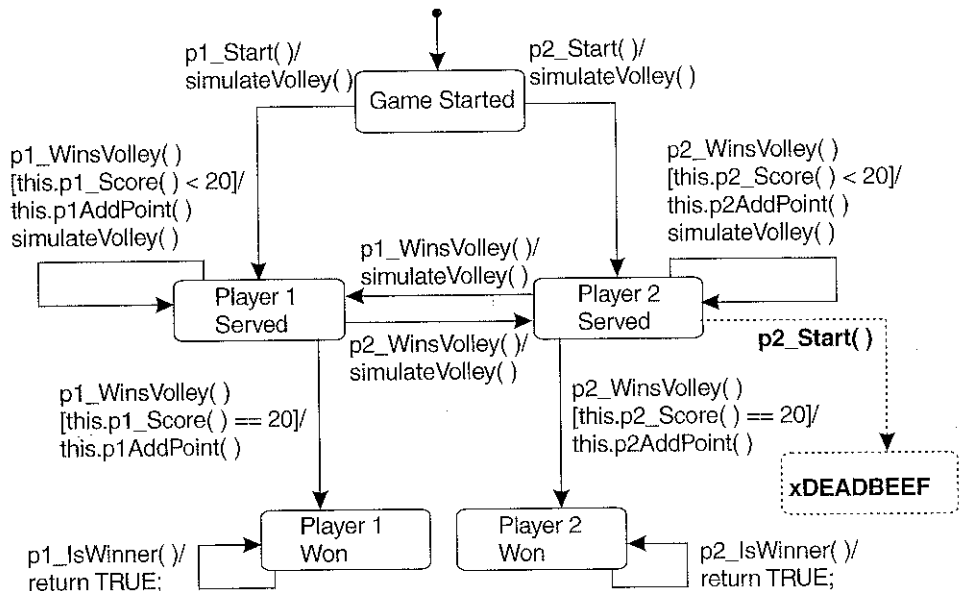 p1_Start( )/
simulateVolley( )
p2_Start( )/
simulateVolley( )
Game Started
p1_WinsVolley( )
[this.p1_Score( ) < 20]/
this.p1AddPoint( )
simulateVolley( )
p2_WinsVolley( )
[this.p2_Score( ) < 20]/
this.p2AddPoint( )
simulateVolley( )
p1_WinsVolley( )/
simulateVolley( )
Player 1
Served
Player 2
Served
p2_WinsVolley( )/
simulateVolley( )
p2_Start( )
p1_WinsVolley( )
[this.p1_Score( ) == 20]/
this.p1AddPoint( )
p2_WinsVolley( )
[this.p2_Score( ) == 20]/
this.p2AddPoint( )
xDEADBEEF
Player 1
Won
Player 2
Won
p1_IsWinner( )/
return TRUE;
p2_IsWinner( )/
return TRUE;